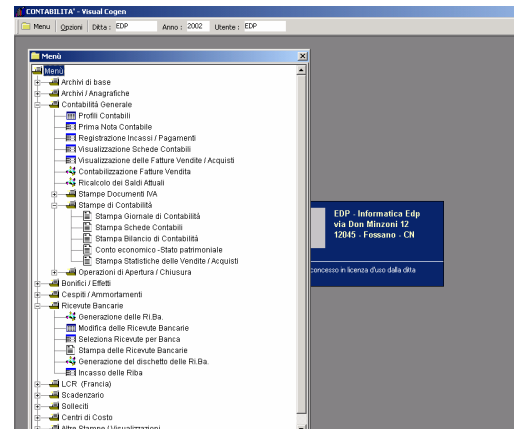 CONTABILITA' - Visual Cogen
Menu Opzioni Ditta : EDP Anno : 2002 Utente : EDP
Menù
Menù
Archivi di base
Archivi / Anagrafiche
Contabilità Generale
Profili Contabili
Prima Nota Contabile
Registrazione Incassi / Pagamenti
Visualizzazione Schede Contabili
Visualizzazione delle Fatture Vendite / Acquisti
Contabilizzazione Fatture Vendita
Ricalcolo dei Saldi Attuali
Stampe Documenti IVA
Stampe di Contabilità
Stampa Giornale di Contabilità
Stampa Schede Contabili
Stampa Bilancio di Contabilità
Conto economico -Stato patrimoniale
Stampa Statistiche delle Vendite / Acquisti
Operazioni di Apertura / Chiusura
Bonifici / Effetti
Cespiti / Ammortamenti
Ricevute Bancarie
Generazione delle Ri.Ba.
Modifica delle Ricevute Bancarie
Seleziona Ricevute per Banca
Stampa delle Ricevute Bancarie
Generazione del dischetto delle Ri.Ba.
Incasso delle Riba
LCR (Francia)
Scadenzario
Solleciti
Centri di Costo
Altre Stampe / Visualizzazioni
EDP - Informatica Edp
via Don Minzoni 12
12045 - Fossano - CN
concesso in licenza d'uso dalla ditta